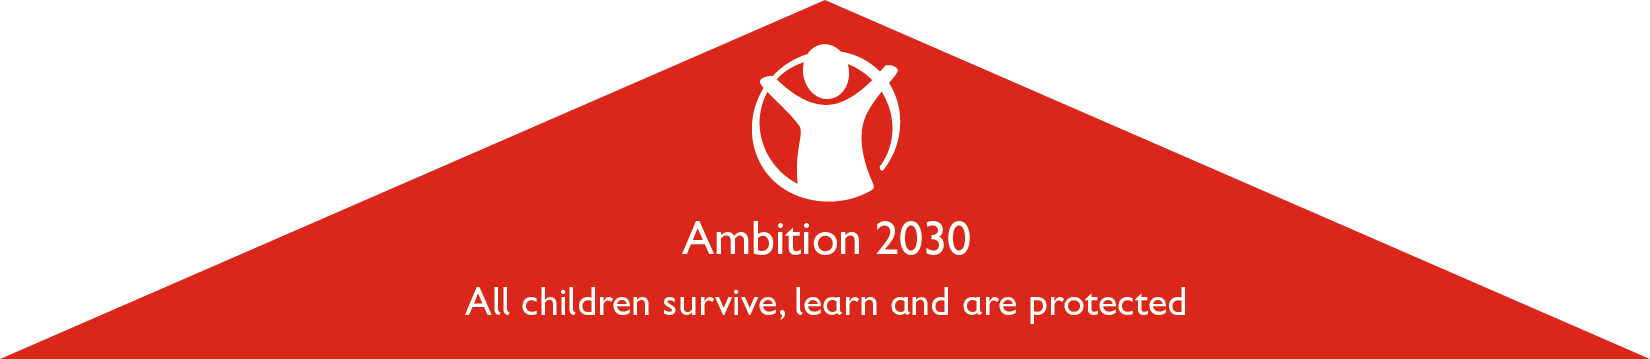 Ambition 2030
All children survive, learn and are protected